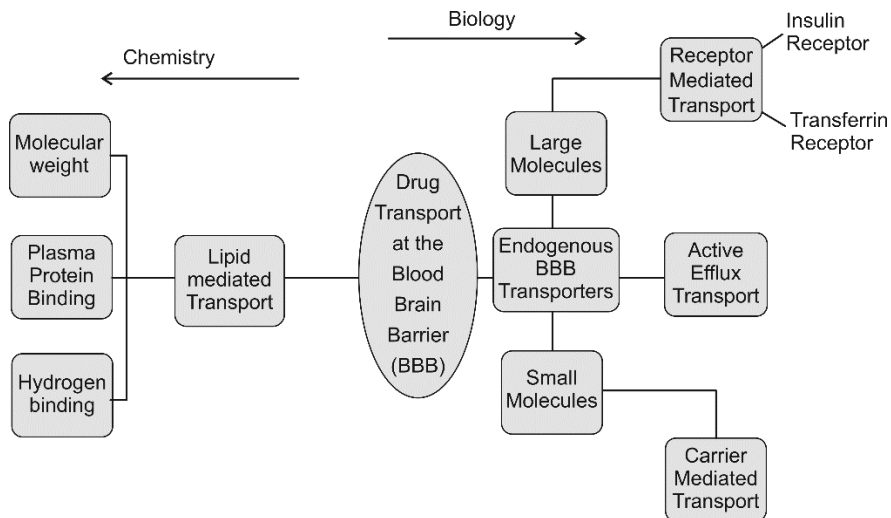 Chemistry
Biology
Molecular
weight
Plasma
Protein
Binding
Hydrogen
binding
Lipid
mediated
Transport
Drug
Transport
at the
Blood
Brain
Barrier
(BBB)
Large
Molecules
Endogenous
BBB
Transporters
Small
Molecules
Receptor
Mediated
Transport
Insulin
Receptor
Transferrin
Receptor
Active
Efflux
Transport
Carrier
Mediated
Transport